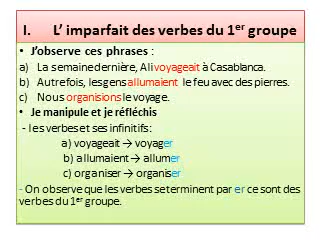 I. L' imparfait des verbes du 1er groupe
• J'observe ces phrases :
a) La semaine dernière, Ali voyageait à Casablanca.
b) Autrefois, les gens allumaient le feu avec des pierres.
c) Nous organisions le voyage.
• Je manipule et je réfléchis
- les verbes et ses infinitifs:
a) voyageait → voyager
b) allumaient → allumer
c) organiser → organiser
- On observe que les verbes se terminent par er ce sont des
verbes du 1er groupe.